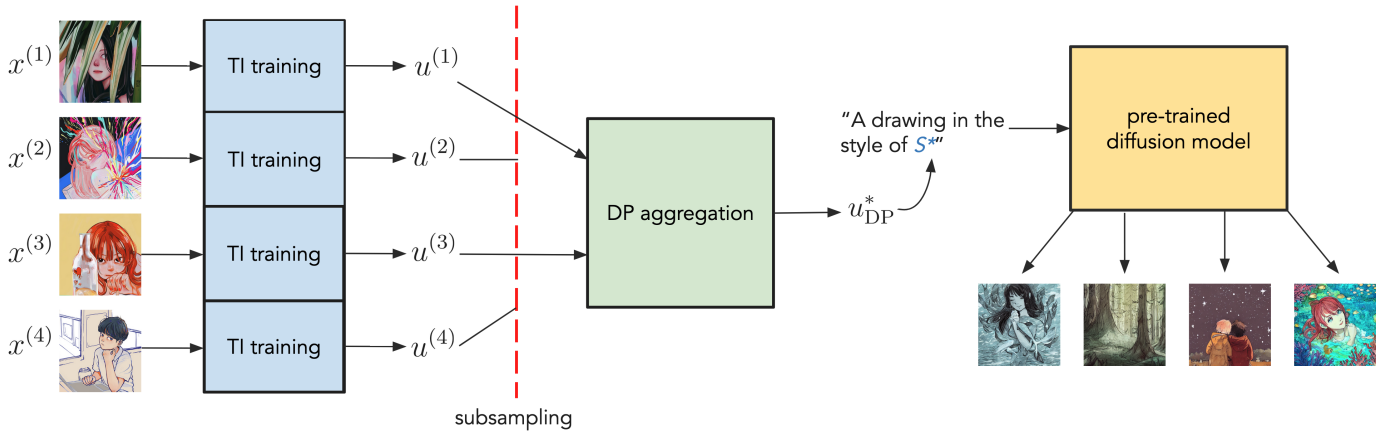 x^{(1)} TI training u^{(1)}
x^{(2)} TI training u^{(2)}
x^{(3)} TI training u^{(3)}
x^{(4)} TI training u^{(4)}
subsampling
DP aggregation
u^*_{DP}
“A drawing in the
style of S*”
pre-trained
diffusion model